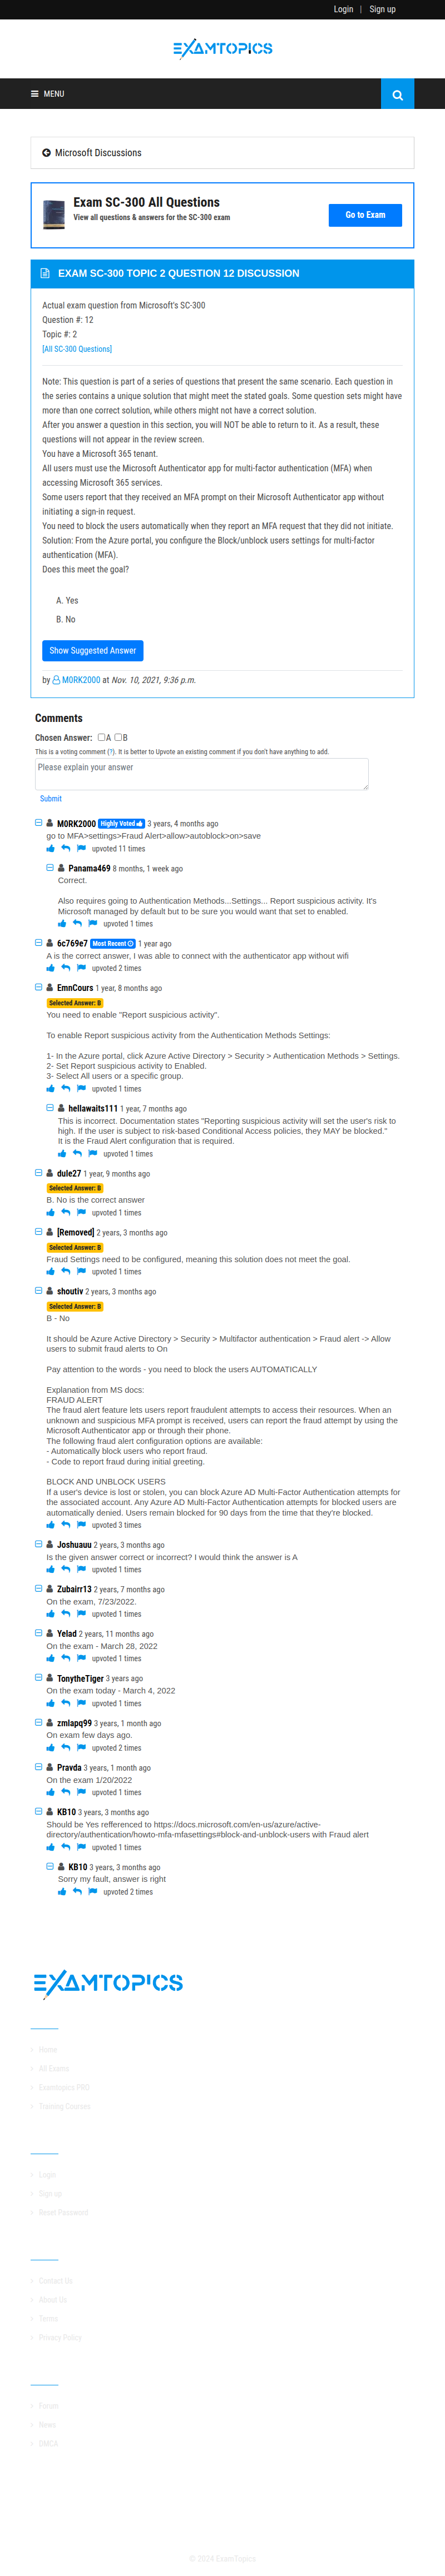 Login | Sign up
EXAMTOPICS
MENU
Microsoft Discussions
Exam SC-300 All Questions
View all questions & answers for the SC-300 exam
Go to Exam
EXAM SC-300 TOPIC 2 QUESTION 12 DISCUSSION
Actual exam question from Microsoft's SC-300
Question #: 12
Topic #: 2
[All SC-300 Questions]
Note: This question is part of a series of questions that present the same scenario. Each question in
the series contains a unique solution that might meet the stated goals. Some question sets might have
more than one correct solution, while others might not have a correct solution.
After you answer a question in this section, you will NOT be able to return to it. As a result, these
questions will not appear in the review screen.
You have a Microsoft 365 tenant.
All users must use the Microsoft Authenticator app for multi-factor authentication (MFA) when
accessing Microsoft 365 services.
Some users report that they received an MFA prompt on their Microsoft Authenticator app without
initiating a sign-in request.
You need to block the users automatically when they report an MFA request that they did not initiate.
Solution: From the Azure portal, you configure the Block/unblock users settings for multi-factor
authentication (MFA).
Does this meet the goal?
A. Yes
B. No
Show Suggested Answer
by M0RK2000 at Nov. 10, 2021, 9:36 p.m.
Comments
Chosen Answer: A B
This is a voting comment (?). It is better to Upvote an existing comment if you don't have anything to add.
Please explain your answer
Submit
M0RK2000 Highly Voted 3 years, 4 months ago
go to MFA>settings>Fraud Alert>allow>autoblock>on>save
upvoted 11 times
Panama469 8 months, 1 week ago
Correct.
Also requires going to Authentication Methods...Settings... Report suspicious activity. It's
Microsoft managed by default but to be sure you would want that set to enabled.
upvoted 1 times
6c769e7 Most Recent 1 year ago
A is the correct answer, I was able to connect with the authenticator app without wifi
upvoted 2 times
EmnCours 1 year, 8 months ago
Selected Answer: B
You need to enable "Report suspicious activity".
To enable Report suspicious activity from the Authentication Methods Settings:
1- In the Azure portal, click Azure Active Directory > Security > Authentication Methods > Settings.
2- Set Report suspicious activity to Enabled.
3- Select All users or a specific group.
upvoted 1 times
hellawaits111 1 year, 7 months ago
This is incorrect. Documentation states "Reporting suspicious activity will set the user's risk to
high. If the user is subject to risk-based Conditional Access policies, they MAY be blocked."
It is the Fraud Alert configuration that is required.
upvoted 1 times
dule27 1 year, 9 months ago
Selected Answer: B
B. No is the correct answer
upvoted 1 times
[Removed] 2 years, 3 months ago
Selected Answer: B
Fraud Settings need to be configured, meaning this solution does not meet the goal.
upvoted 1 times
shoutiv 2 years, 3 months ago
Selected Answer: B
B - No
It should be Azure Active Directory > Security > Multifactor authentication > Fraud alert -> Allow
users to submit fraud alerts to On
Pay attention to the words - you need to block the users AUTOMATICALLY
Explanation from MS docs:
FRAUD ALERT
The fraud alert feature lets users report fraudulent attempts to access their resources. When an
unknown and suspicious MFA prompt is received, users can report the fraud attempt by using the
Microsoft Authenticator app or through their phone.
The following fraud alert configuration options are available:
- Automatically block users who report fraud.
- Code to report fraud during initial greeting.
BLOCK AND UNBLOCK USERS
If a user's device is lost or stolen, you can block Azure AD Multi-Factor Authentication attempts for
the associated account. Any Azure AD Multi-Factor Authentication attempts for blocked users are
automatically denied. Users remain blocked for 90 days from the time that they're blocked.
upvoted 3 times
Joshuauu 2 years, 3 months ago
Is the given answer correct or incorrect? I would think the answer is A
upvoted 1 times
Zubairr13 2 years, 7 months ago
On the exam, 7/23/2022.
upvoted 1 times
Yelad 2 years, 11 months ago
On the exam - March 28, 2022
upvoted 1 times
TonytheTiger 3 years ago
On the exam today - March 4, 2022
upvoted 1 times
zmlapq99 3 years, 1 month ago
On exam few days ago.
upvoted 2 times
Pravda 3 years, 1 month ago
On the exam 1/20/2022
upvoted 1 times
KB10 3 years, 3 months ago
Should be Yes refferenced to https://docs.microsoft.com/en-us/azure/active-
directory/authentication/howto-mfa-mfasettings#block-and-unblock-users with Fraud alert
upvoted 1 times
KB10 3 years, 3 months ago
Sorry my fault, answer is right
upvoted 2 times
EXAMTOPICS
Home
All Exams
Examtopics PRO
Training Courses
Login
Sign up
Reset Password
Contact Us
About Us
Terms
Privacy Policy
Forum
News
DMCA
© 2024 ExamTopics